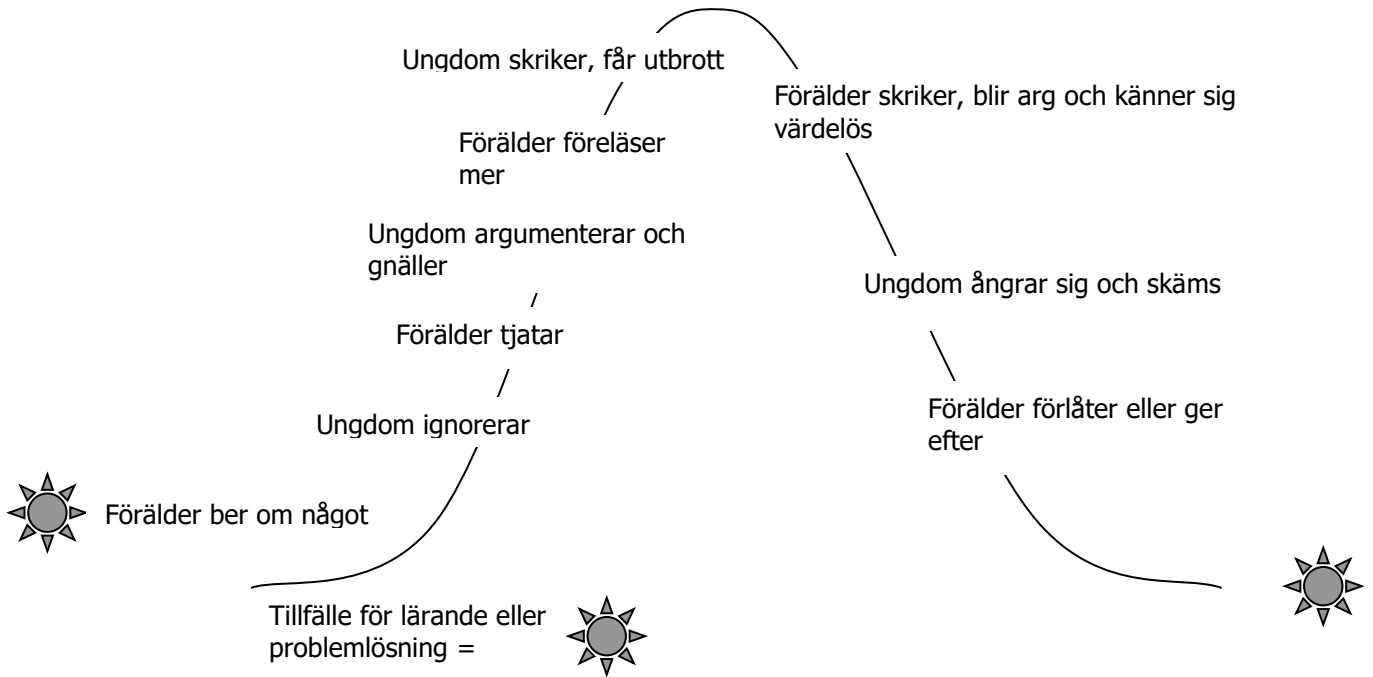 Ungdom skriker, får utbrott
Förälder skriker, blir arg och känner sig
värdelös
Förälder föreläser
mer
Ungdom argumenterar och
gnäller
Ungdom ångrar sig och skäms
Förälder tjatar
Förälder förlåter eller ger
efter
Ungdom ignorerar
Förälder ber om något
Tillfälle för lärande eller
problemlösning =